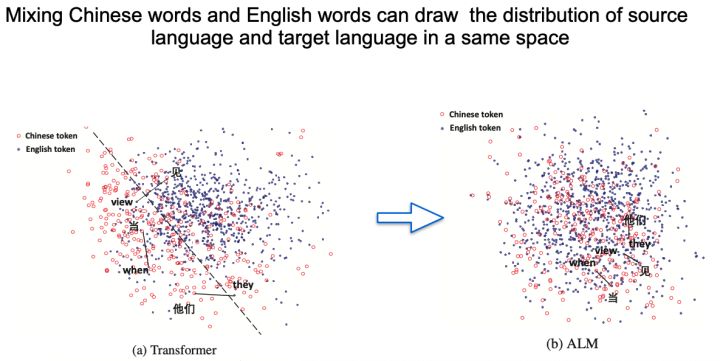 Mixing Chinese words and English words can draw the distribution of source
language and target language in a same space
Chinese token
English token
见
view
当
when
they
他们
(a) Transformer
Chinese token
English token
他们
they
view
when
见
当
(b) ALM